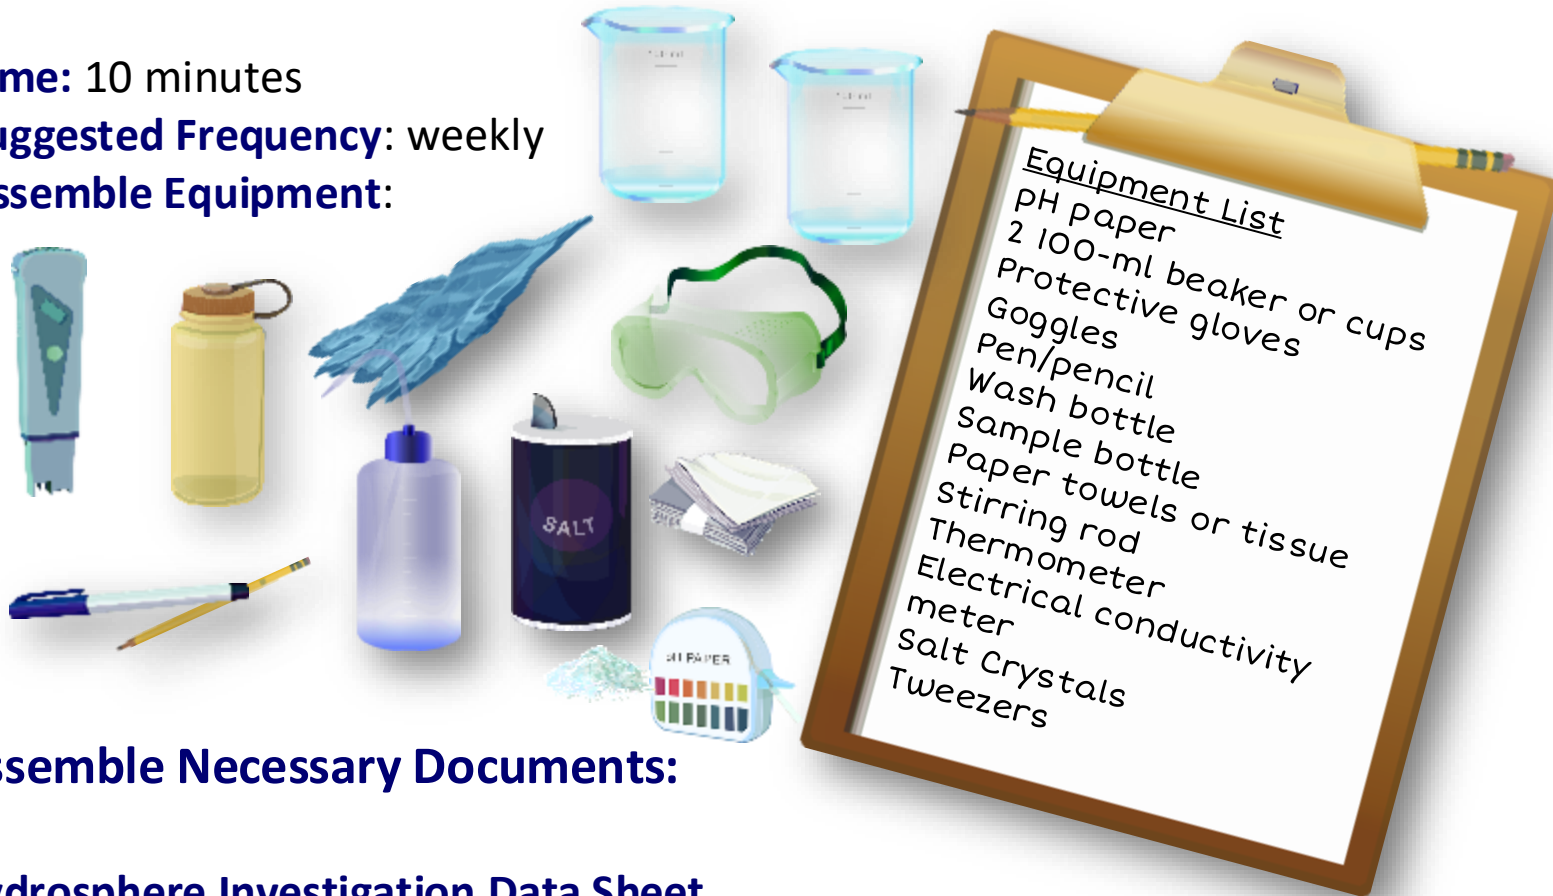 me: 10 minutes
uggested Frequency: weekly
ssemble Equipment:
Equipment List
pH paper
2 100-ml beaker or cups
Protective gloves
Goggles
Pen/pencil
Wash bottle
Sample bottle
Paper towels or tissue
Stirring rod
Thermometer
Electrical conductivity
meter
Salt Crystals
Tweezers
SALT
pH PAPER
ssemble Necessary Documents:
ydrosphere Investigation Data Sheet